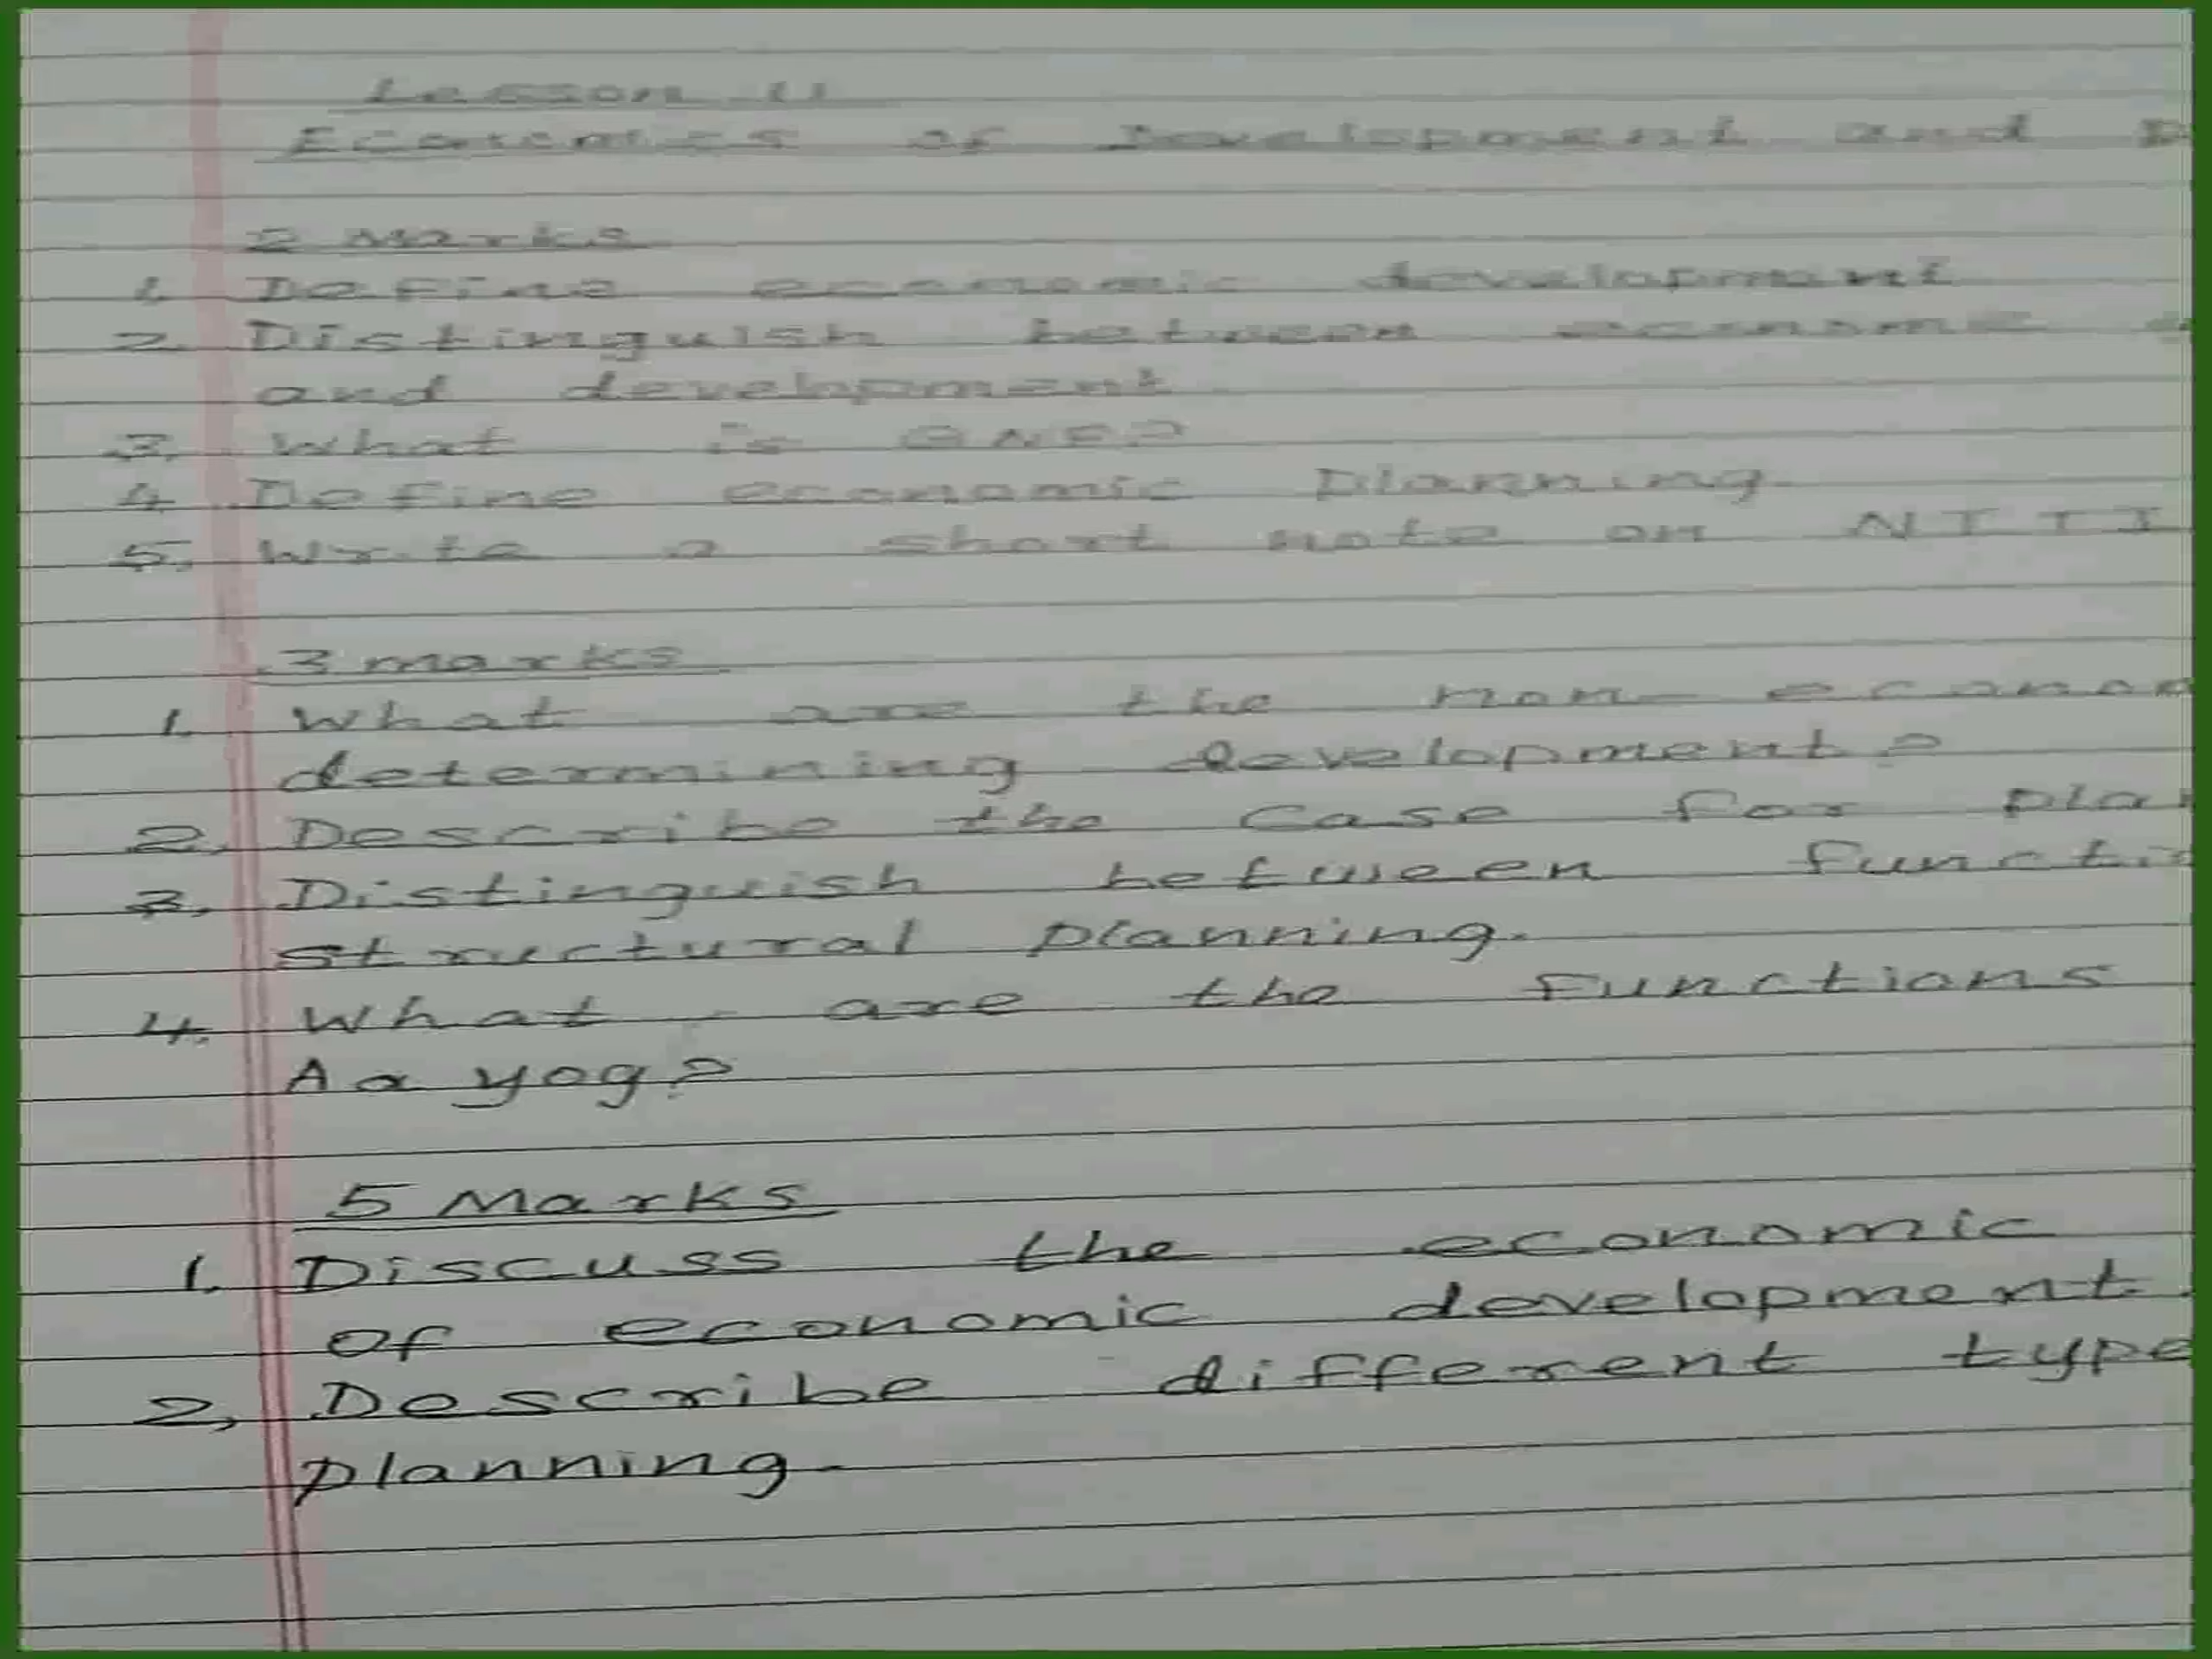 Lesson 11
Economics of Development and
2 Marks
1. Define economic development
2. Distinguish between economic
and development
3. What is GNP?
4. Define economic planning.
5. Write a short note on NITI
3 marks
1. What are the non-
determining development?
2. Describe the case for
3. Distinguish between
structural planning.
4. What are the Functions
Aayog?
5 Marks
1. Discuss the economic
of economic development.
2, Describe different type
planning.